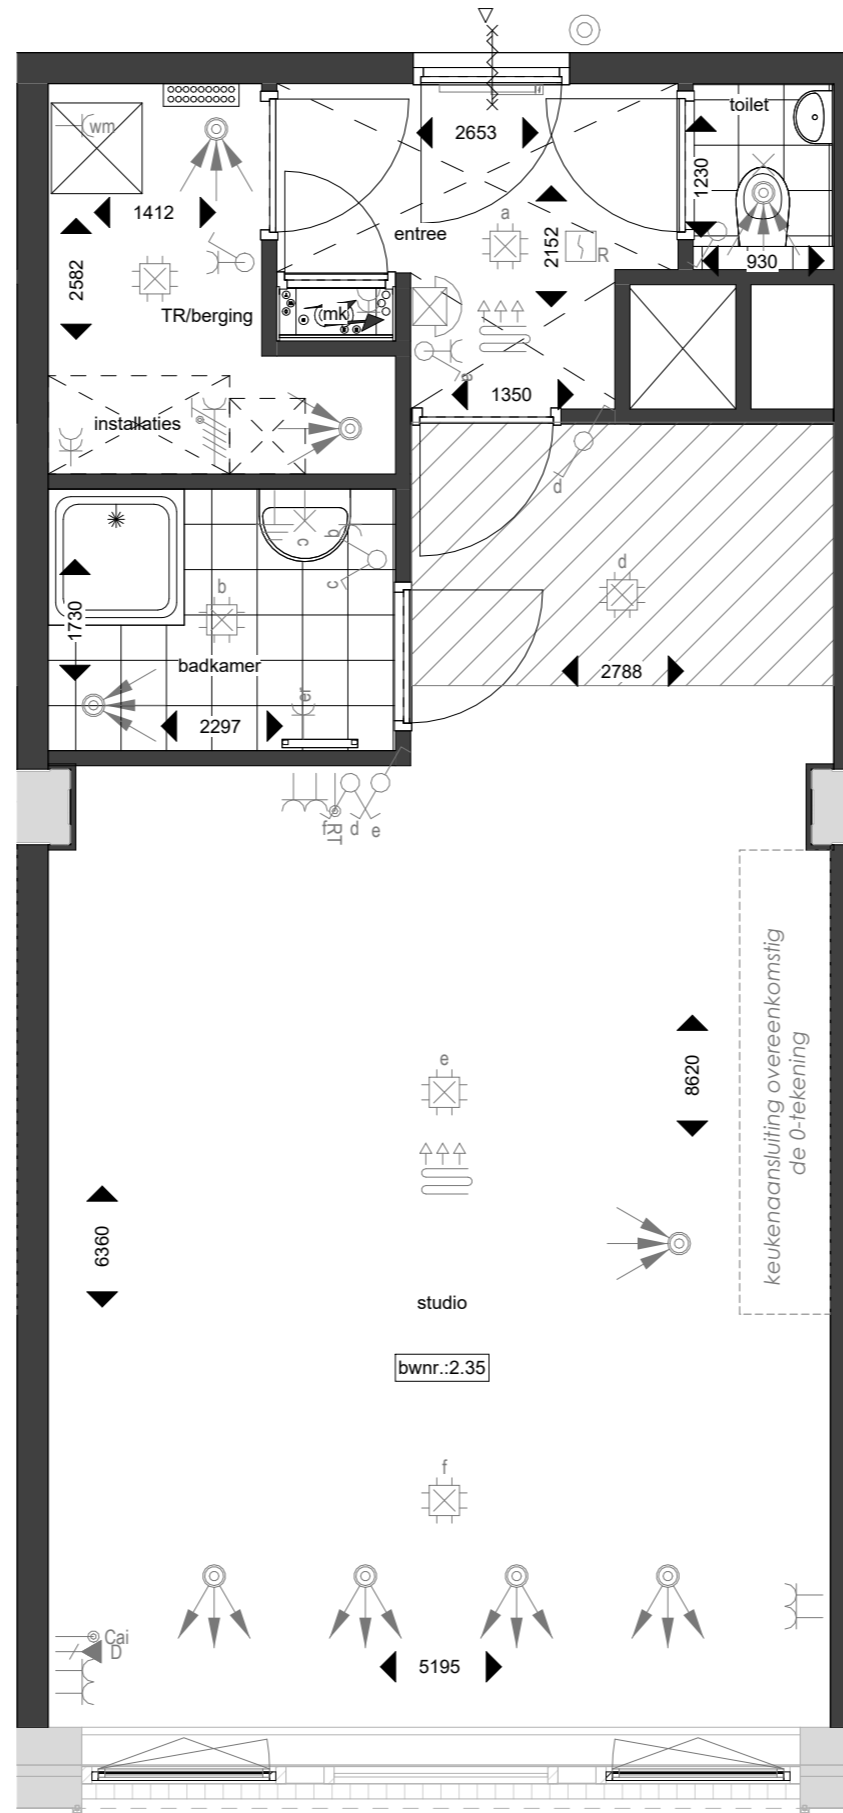 toilet
wm
2653
1230
1412
a
entree
2152
R
930
2582
TR/berging
mk
a
1350
installaties
d
c
b
c
b
d
1730
badkamer
2788
er
2297
f
RT
d
e
keukenaansluiting overeenkomstig
de 0-tekening
8620
e
6360
studio
bwnr.:2.35
f
Cai
D
5195